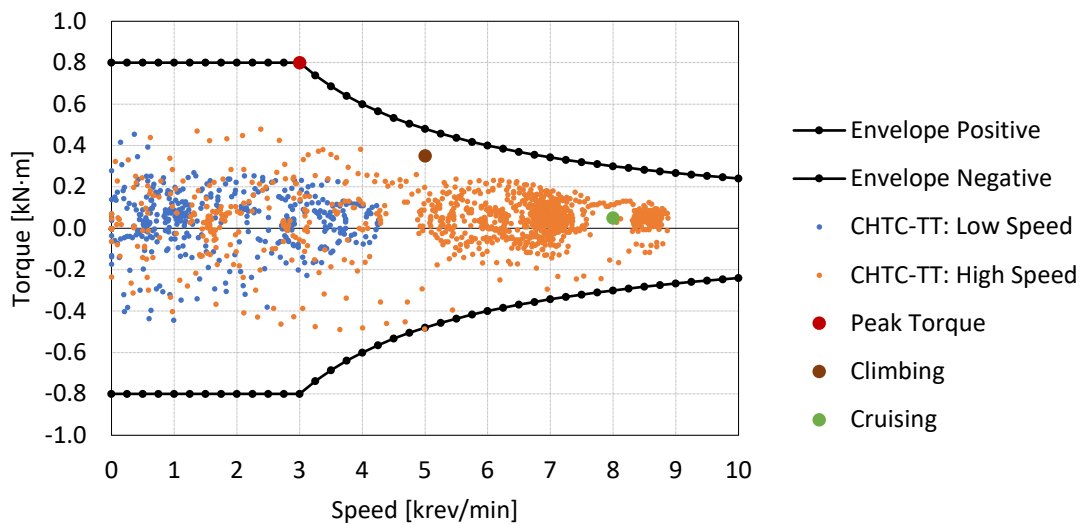 1.0
0.8
0.6
0.4
0.2
0.0
-0.2
-0.4
-0.6
-0.8
-1.0
Torque [kN·m]
0 1 2 3 4 5 6 7 8 9 10
Speed [krev/min]
Envelope Positive
Envelope Negative
CHTC-TT: Low Speed
CHTC-TT: High Speed
Peak Torque
Climbing
Cruising